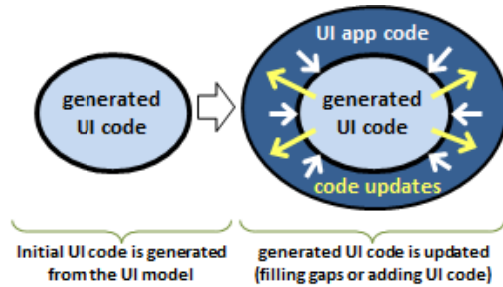 generated
UI code
UI app code
generated
UI code
code updates
Initial UI code is generated
from the UI model
generated UI code is updated
(filling gaps or adding UI code)